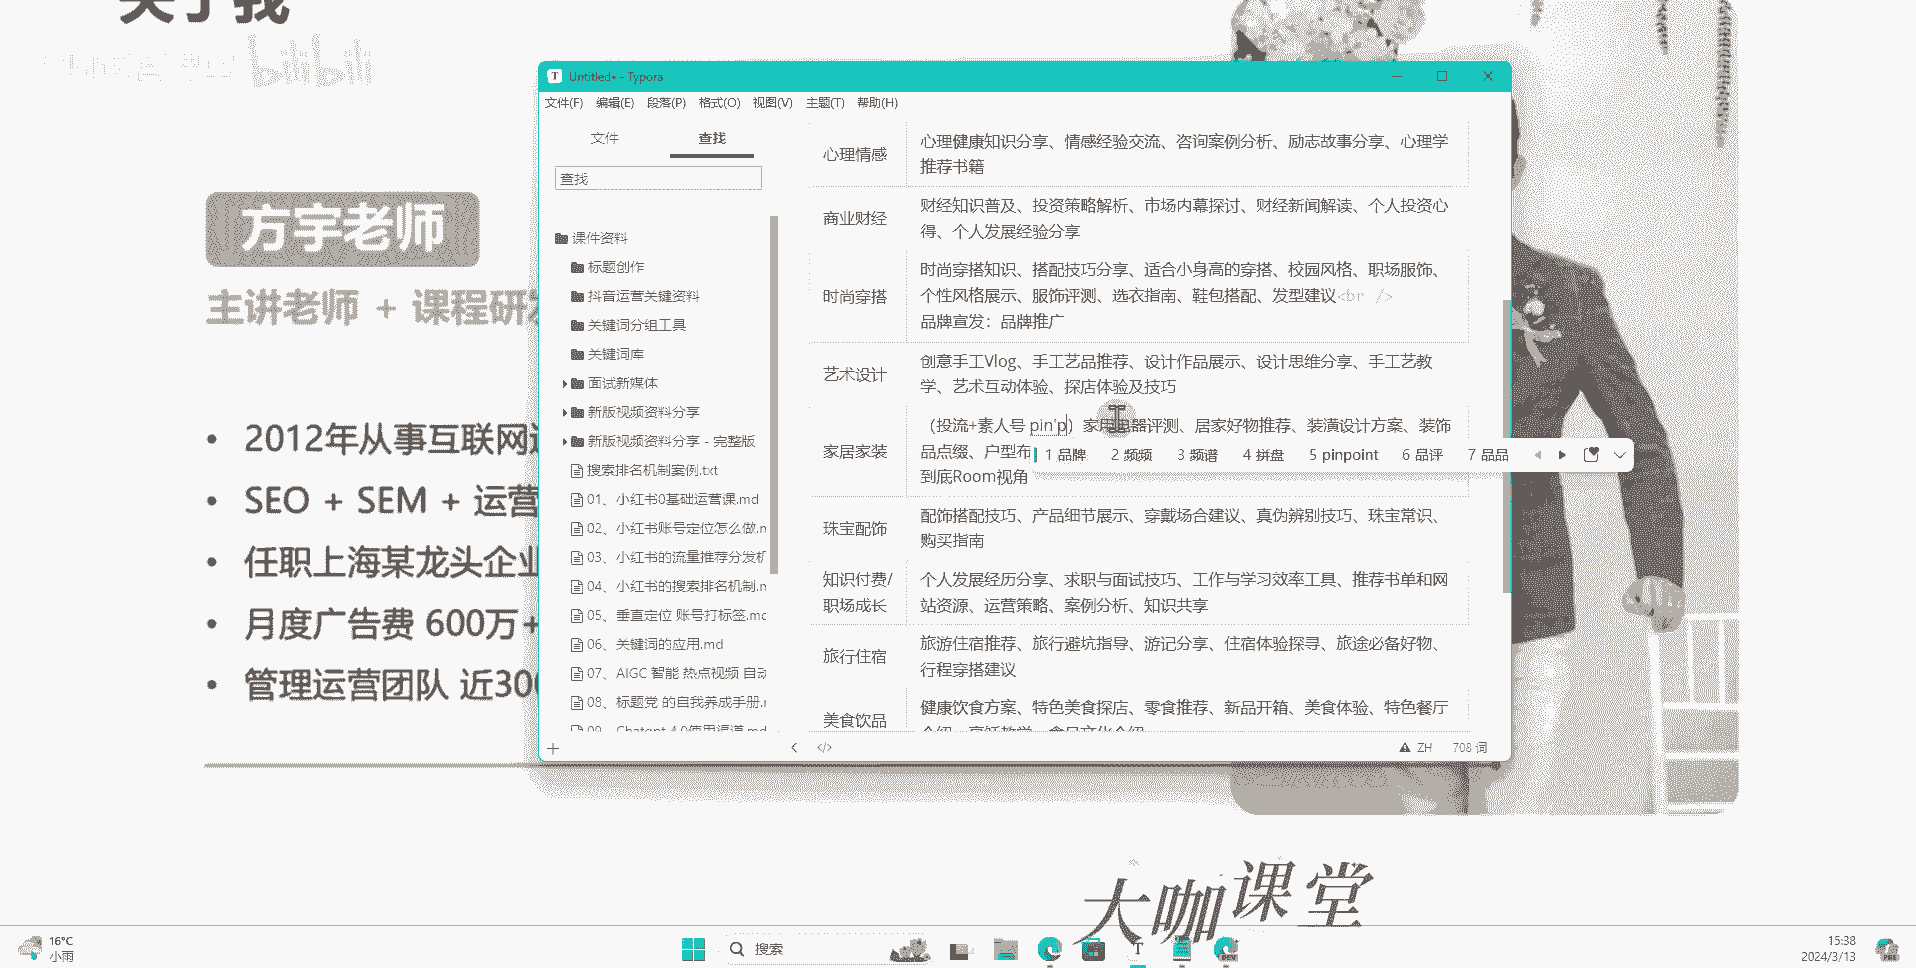 关于我
bilibili
方宇老师
主讲老师 + 课程研发
2012年从事互联网运
SEO + SEM + 运营
任职上海某龙头企业
月度广告费 600万+
管理运营团队 近300
Untitled• - Typora
文件(F) 编辑(E) 段落(P) 格式(O) 视图(V) 主题(T) 帮助(H)
文件 查找
查找
课件资料
标题创作
抖音运营关键资料
关键词分组工具
关键词库
面试新媒体
新版视频资料分享
新版视频资料分享 - 完整版
搜索排名机制案例.txt
01、小红书0基础运营课.md
02、小红书账号定位怎么做.m
03、小红书的流量推荐分发机
04、小红书的搜索排名机制.m
05、垂直定位 账号打标签.mc
06、关键词的应用.md
07、AIGC 智能 热点视频 自动
08、标题党 的自我养成手册.r
09、Chatgpt 4.0使用渠道.md
心理情感
心理健康知识分享、情感经验交流、咨询案例分析、励志故事分享、心理学
推荐书籍
商业财经
财经知识普及、投资策略解析、市场内幕探讨、财经新闻解读、个人投资心
得、个人发展经验分享
时尚穿搭
时尚穿搭知识、搭配技巧分享、适合小身高的穿搭、校园风格、职场服饰、
个性风格展示、服饰评测、选衣指南、鞋包搭配、发型建议<br />
品牌宣发：品牌推广
艺术设计
创意手工Vlog、手工艺品推荐、设计作品展示、设计思维分享、手工艺教
学、艺术互动体验、探店体验及技巧
家居家装
（投流+素人号 pin'p）家用电器评测、居家好物推荐、装潢设计方案、装饰
品点缀、户型布
到底Room视角
1 品牌 2 频频 3 频谱 4 拼盘 5 pinpoint 6 品评 7 品品
珠宝配饰
配饰搭配技巧、产品细节展示、穿戴场合建议、真伪辨别技巧、珠宝常识、
购买指南
知识付费/
职场成长
个人发展经历分享、求职与面试技巧、工作与学习效率工具、推荐书单和网
站资源、运营策略、案例分析、知识共享
旅行住宿
旅游住宿推荐、旅行避坑指导、游记分享、住宿体验探寻、旅途必备好物、
行程穿搭建议
美食饮品
健康饮食方案、特色美食探店、零食推荐、新品开箱、美食体验、特色餐厅
ZH 708 词
大咖课堂
16°C
小雨
搜索
T
DEV
15:38
2024/3/13
PRE